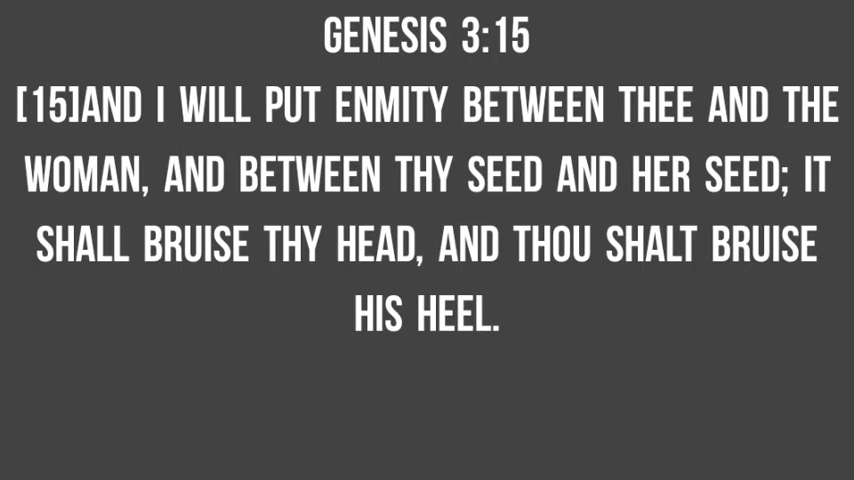 GENESIS 3:15
[15]AND I WILL PUT ENMITY BETWEEN THEE AND THE
WOMAN, AND BETWEEN THY SEED AND HER SEED; IT
SHALL BRUISE THY HEAD, AND THOU SHALT BRUISE
HIS HEEL.